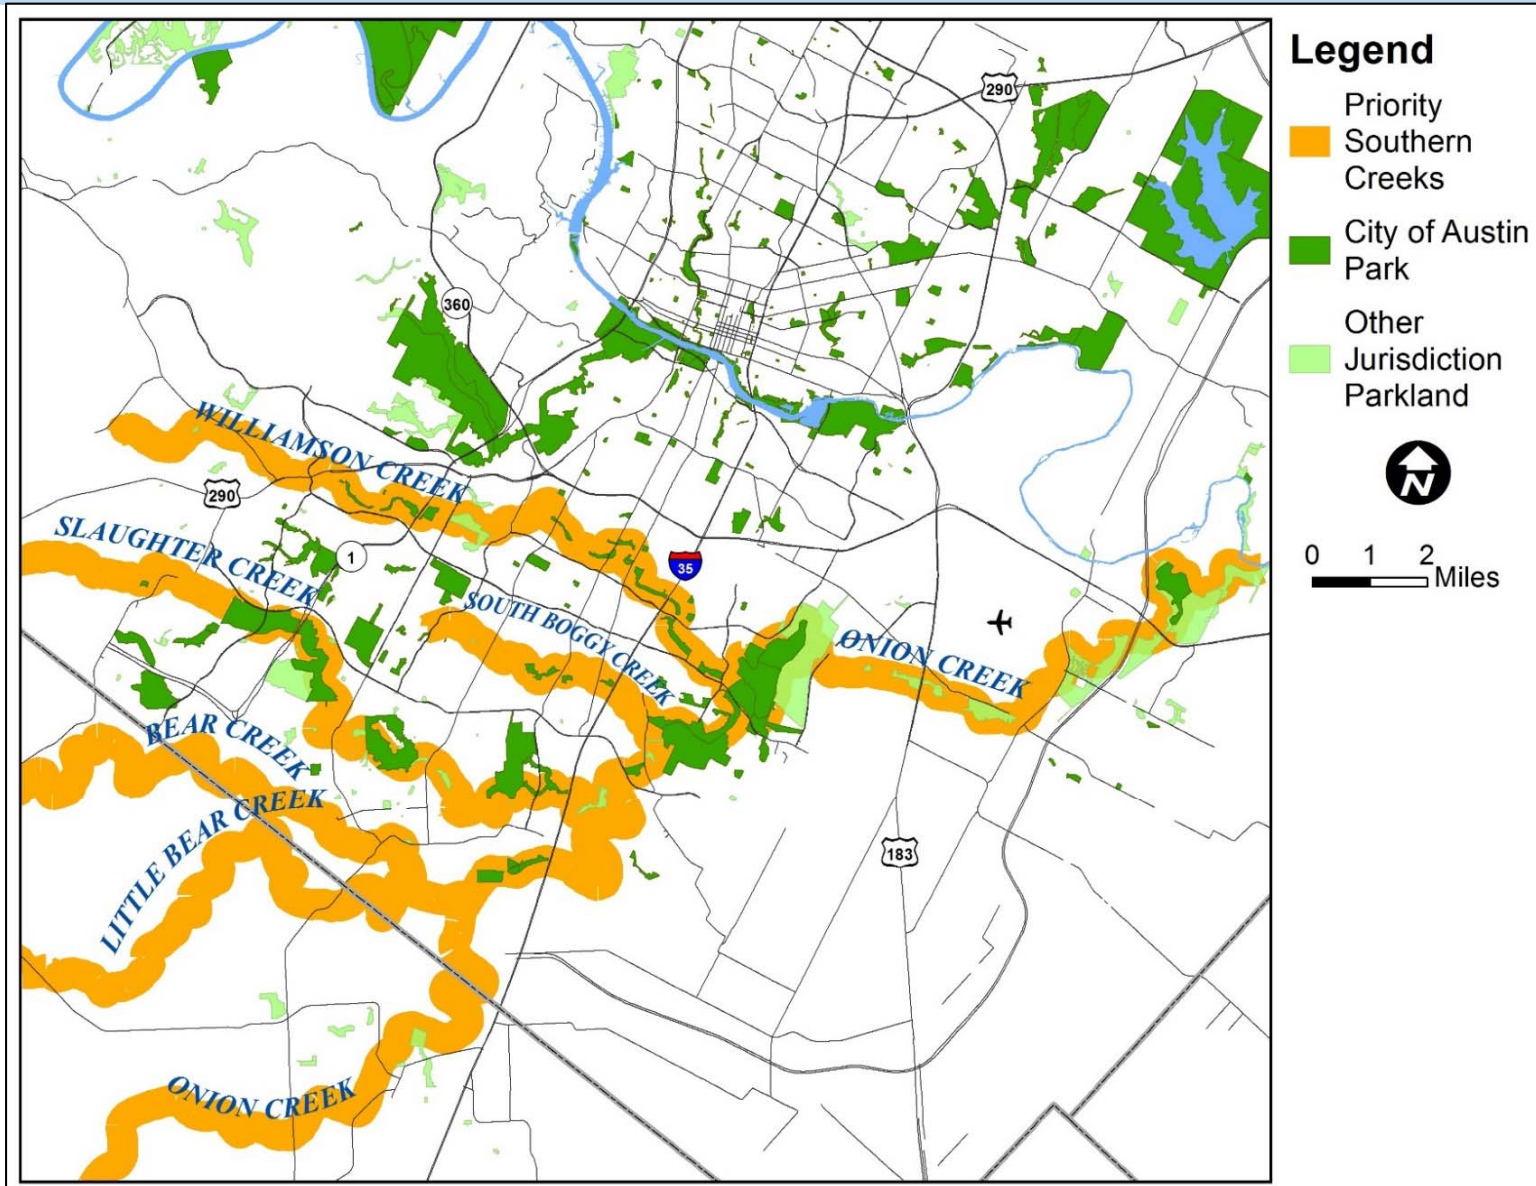 Legend
Priority
Southern
Creeks
City of Austin
Park
Other
Jurisdiction
Parkland
N
0 1 2
Miles
290
360
WILLIAMSON CREEK
290
SLAUGHTER CREEK
1
35
SOUTH BOGGY CREEK
ONION CREEK
BEAR CREEK
LITTLE BEAR CREEK
183
ONION CREEK